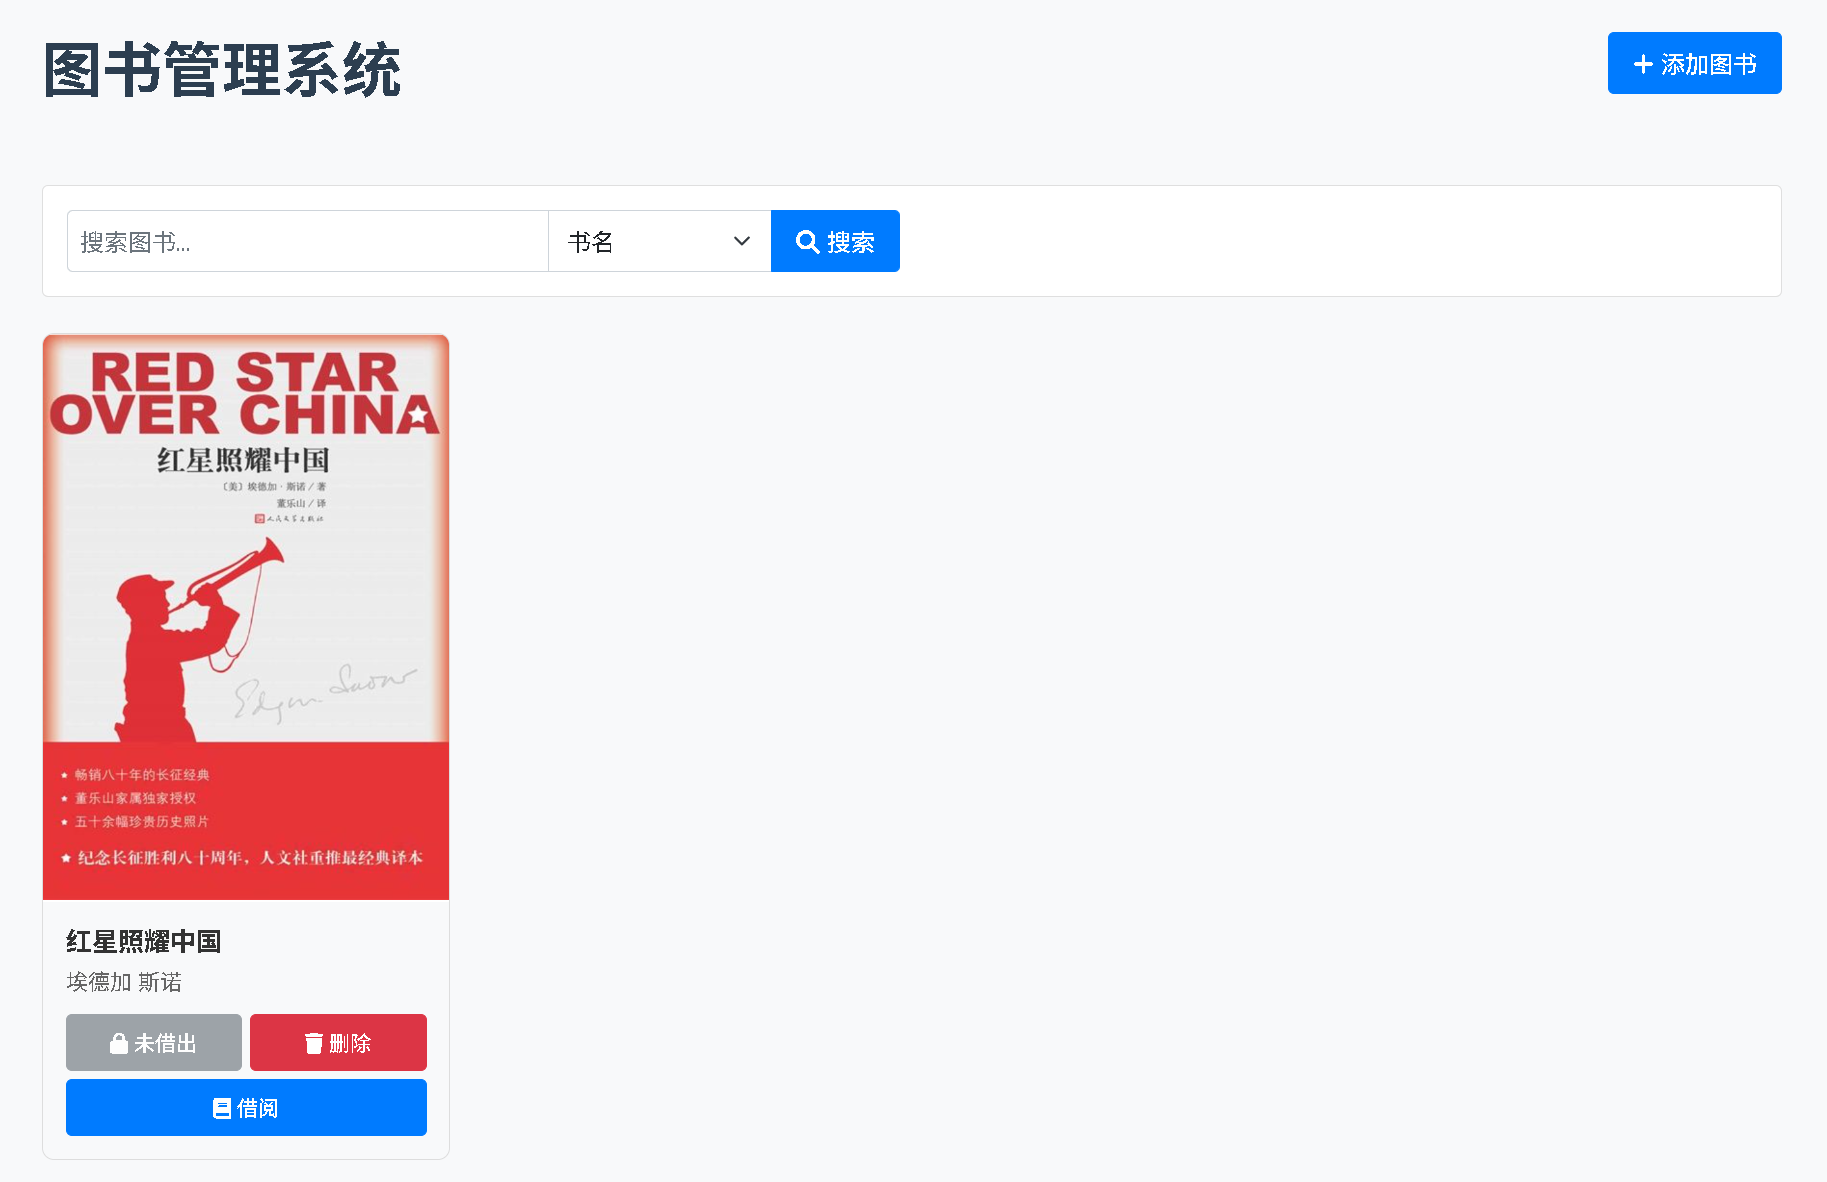 图书管理系统
添加图书
搜索图书...
书名
搜索
RED STAR
OVER CHINA
红星照耀中国
〔美〕埃德加·斯诺/著
董乐山/译
人民文学出版社
Edgar Snow
畅销八十年的长征经典
董乐山家属独家授权
五十余幅珍贵历史照片
纪念长征胜利八十周年，人文社重推最经典译本
红星照耀中国
埃德加 斯诺
未借出
删除
借阅